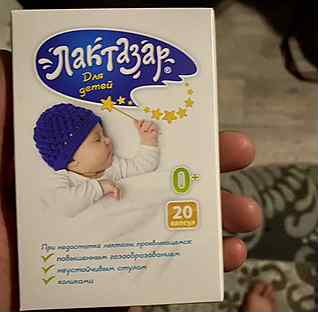 Лактазар®
Для
детей
0+
20
капсул
При недостатке лактазы, проявляющемся:
повышенным газообразованием
неустойчивым стулом
коликами